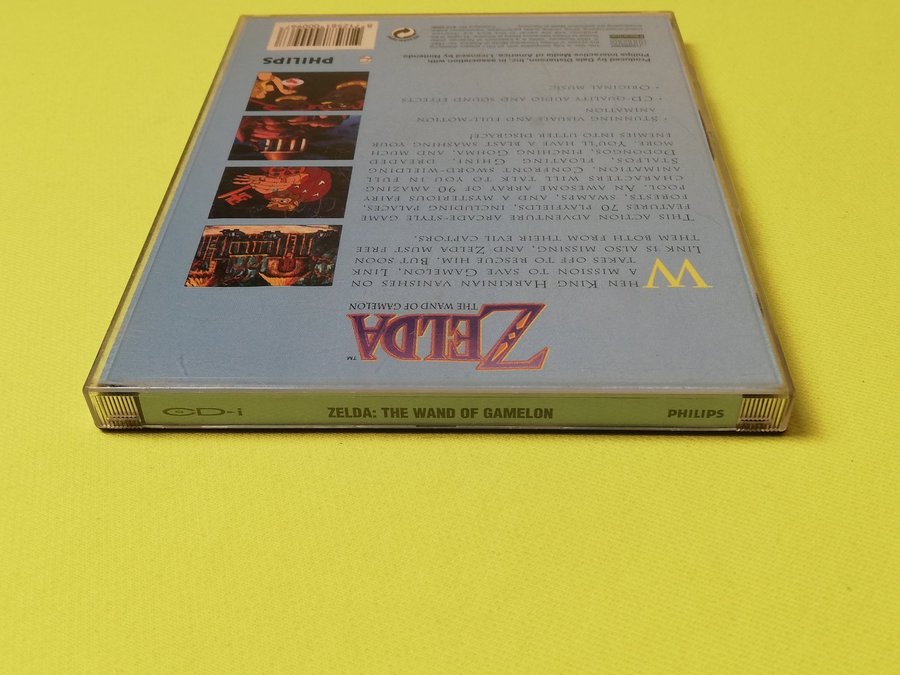 ZELDA™
THE WAND OF GAMELON
WHEN KING HARKINIAN VANISHES ON
A MISSION TO SAVE GAMELON, LINK
TAKES OFF TO RESCUE HIM. BUT SOON
LINK IS ALSO MISSING, AND ZELDA MUST FREE
THEM BOTH FROM THEIR EVIL CAPTORS.
THIS ACTION ADVENTURE ARCADE-STYLE GAME
FEATURES 70 PLAYFIELDS, INCLUDING PALACES,
FORESTS, SWAMPS, AND A MYSTERIOUS FAIRY
POOL. AN AWESOME ARRAY OF 90 AMAZING
CHARACTERS WILL TALK TO YOU IN FULL
ANIMATION. CONFRONT SWORD-WIELDING
STALFOS, FLOATING GHINI, DREADED
DODONGOS, PINCHING GOHMA, AND MUCH
MORE. YOU'LL HAVE A BLAST SMASHING YOUR
ENEMIES INTO UTTER DISGRACE!
• STUNNING VISUALS AND FULL-MOTION
ANIMATION
• CD-QUALITY AUDIO AND SOUND EFFECTS
• ORIGINAL MUSIC
Produced by
in association with
Philips Interactive Media of America. Licensed by Nintendo
PHILIPS
CD-i
ZELDA: THE WAND OF GAMELON
PHILIPS